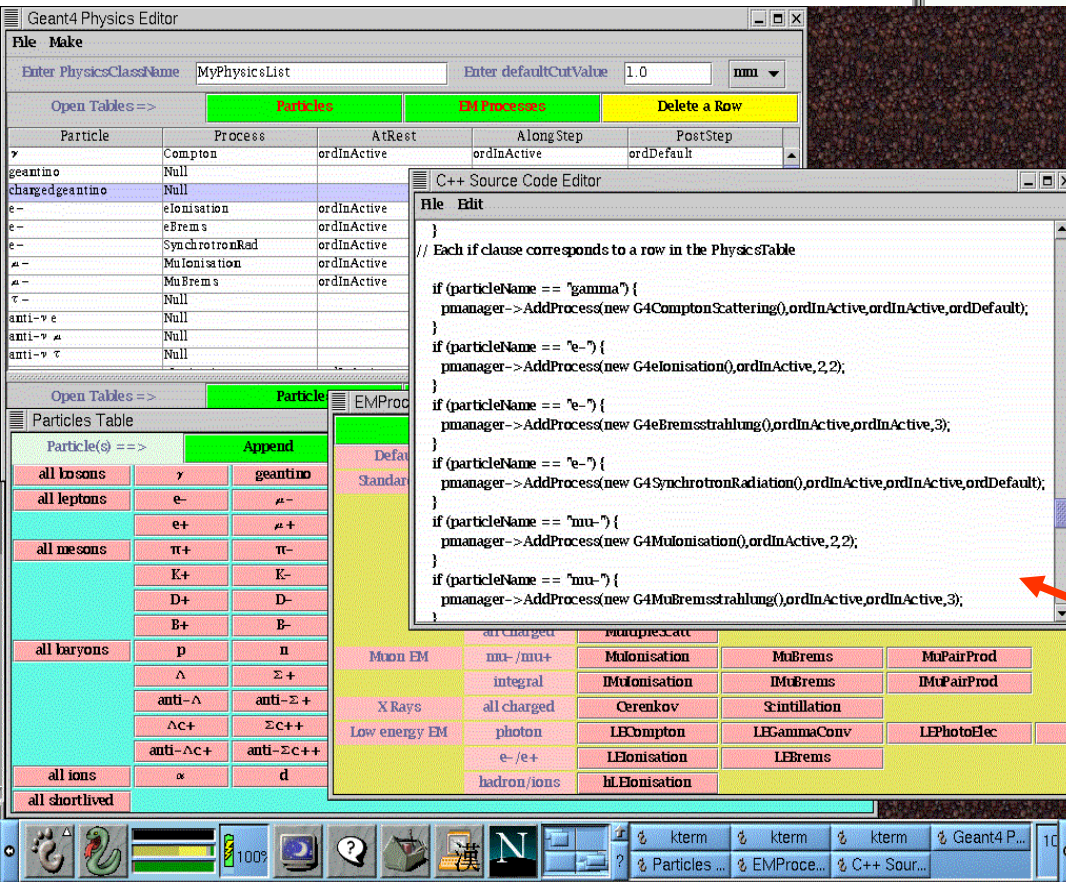 Geant4 Physics Editor
File Make
Enter PhysicsClassName MyPhysicsList Enter defaultCutValue 1.0 mm
Open Tables => Particles EM Processes Delete a Row
Particle Process AtRest AlongStep PostStep
γ Compton ordInActive ordInActive ordDefault
geantino Null
chargedgeantino Null
e- eIonisation ordInActive
e- eBrems ordInActive
e- SynchrotronRad ordInActive
μ- MuIonisation ordInActive
μ- MuBrems ordInActive
τ- Null
anti-ν e Null
anti-ν μ Null
anti-ν τ Null
Open Tables => Particle
C++ Source Code Editor
File Edit
}
// Each if clause corresponds to a row in the PhysicsTable
if (particleName == "gamma") {
pmanager->AddProcess(new G4ComptonScattering(),ordInActive,ordInActive,ordDefault);
}
if (particleName == "e-") {
pmanager->AddProcess(new G4eIonisation(),ordInActive,2,2);
}
if (particleName == "e-") {
pmanager->AddProcess(new G4eBremsstrahlung(),ordInActive,ordInActive,3);
}
if (particleName == "e-") {
pmanager->AddProcess(new G4SynchrotronRadiation(),ordInActive,ordInActive,ordDefault);
}
if (particleName == "mu-") {
pmanager->AddProcess(new G4MuIonisation(),ordInActive,2,2);
}
if (particleName == "mu-") {
pmanager->AddProcess(new G4MuBremsstrahlung(),ordInActive,ordInActive,3);
}
Particles Table
Particle(s) ==> Append
all bosons γ geantino
all leptons e- μ-
e+ μ+
all mesons π+ π-
K+ K-
D+ D-
B+ B-
all baryons p n
Λ Σ+
anti-Λ anti-Σ+
Λc+ Σc++
anti-Λc+ anti-Σc++
all ions α d
all shortlived
EMProc
Defau
Standar
all charged MultipleScatt
Muon EM mu-/mu+ MuIonisation MuBrems MuPairProd
integral IMuIonisation IMuBrems IMuPairProd
X Rays all charged Cerenkov Scintillation
Low energy EM photon LECompton LEGammaConv LEPhotoElec
e-/e+ LEIonisation LEBrems
hadron/ions hLEIonisation
100% 漢 N ? kterm kterm kterm Geant4 P... 10
Particles ... EMProce... C++ Sour...